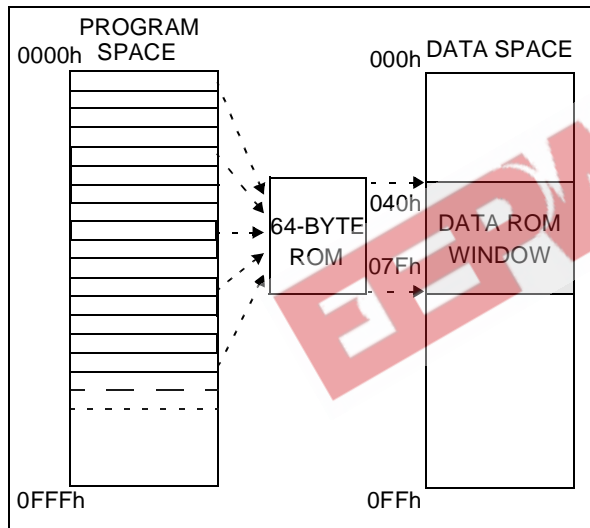 PROGRAM
SPACE
0000h
000h
DATA SPACE
64-BYTE
ROM
040h
07Fh
DATA ROM
WINDOW
0FFFh
0FFh